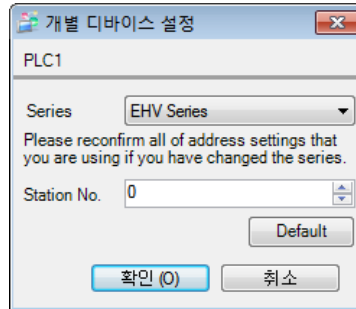 개별 디바이스 설정
PLC1
Series EHV Series
Please reconfirm all of address settings that
you are using if you have changed the series.
Station No. 0
Default
확인 (O) 취소